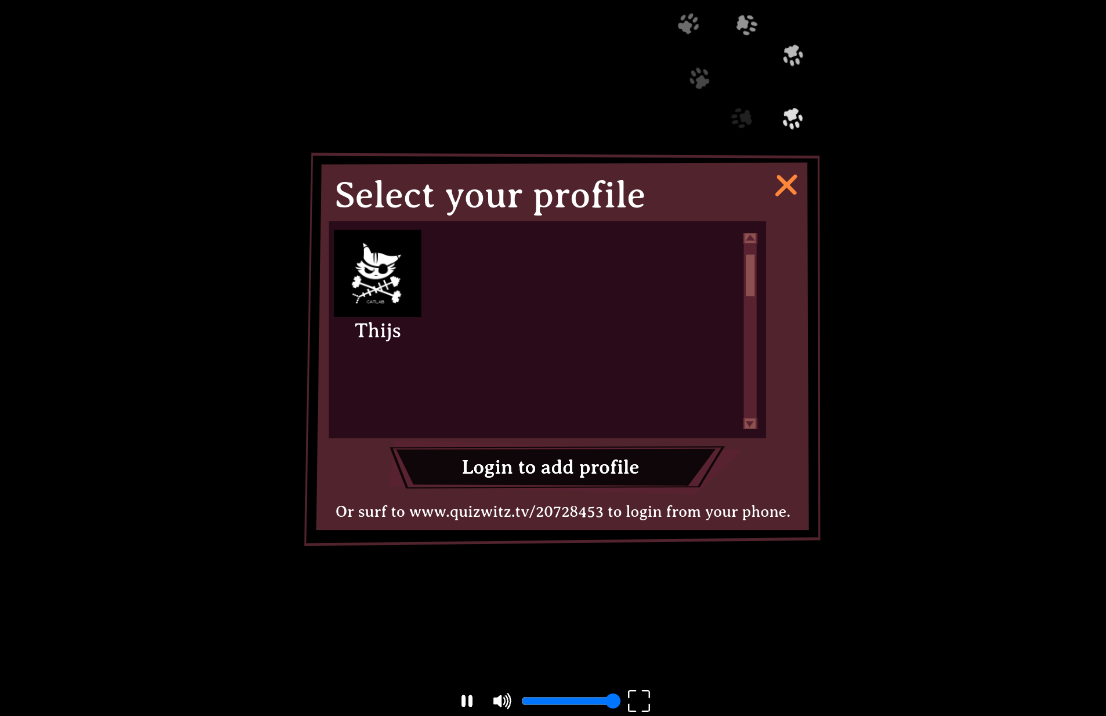 Select your profile
CATLAB
Thijs
Login to add profile
Or surf to www.quizwitz.tv/20728453 to login from your phone.